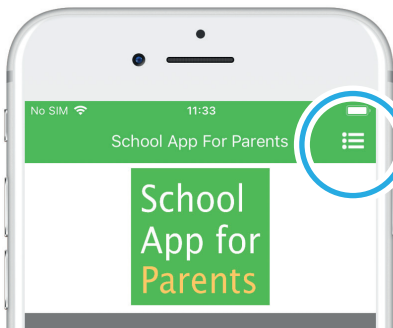 No SIM 11:33
School App For Parents
School
App for
Parents